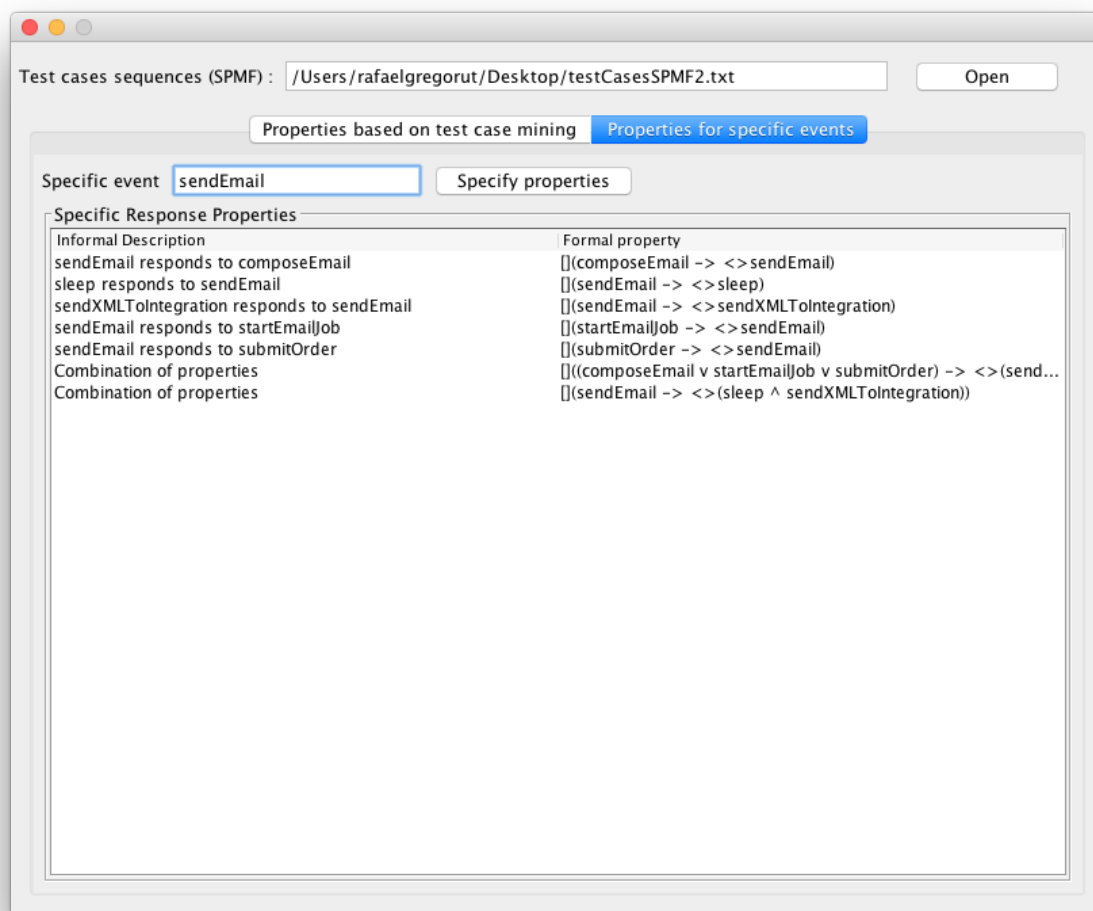 Test cases sequences (SPMF) : /Users/rafaelgregorut/Desktop/testCasesSPMF2.txt Open
Properties based on test case mining Properties for specific events
Specific event sendEmail Specify properties
Specific Response Properties
Informal Description Formal property
sendEmail responds to composeEmail [](composeEmail -> <>sendEmail)
sleep responds to sendEmail [](sendEmail -> <>sleep)
sendXMLToIntegration responds to sendEmail [](sendEmail -> <>sendXMLToIntegration)
sendEmail responds to startEmailJob [](startEmailJob -> <>sendEmail)
sendEmail responds to submitOrder [](submitOrder -> <>sendEmail)
Combination of properties []((composeEmail v startEmailJob v submitOrder) -> <>(send...
Combination of properties [](sendEmail -> <>(sleep ^ sendXMLToIntegration))